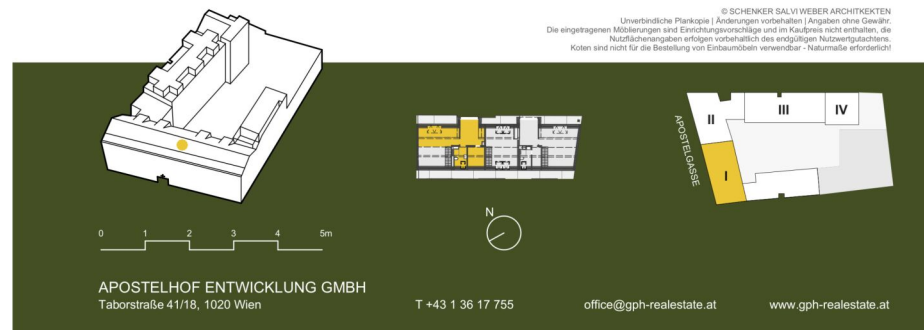 © SCHENKER SALVI WEBER ARCHITKEKTEN
Unverbindliche Plankopie | Änderungen vorbehalten | Angaben ohne Gewähr.
Die eingetragenen Möblierungen sind Einrichtungsvorschläge und im Kaufpreis nicht enthalten, die
Nutzflächenangaben erfolgen vorbehaltlich des endgültigen Nutzwertgutachtens.
Koten sind nicht für die Bestellung von Einbaumöbeln verwendbar - Naturmaße erforderlich!
II
III
IV
APOSTELGASSE
I
N
0 1 2 3 4 5m
APOSTELHOF ENTWICKLUNG GMBH
Taborstraße 41/18, 1020 Wien
T +43 1 36 17 755
office@gph-realestate.at
www.gph-realestate.at